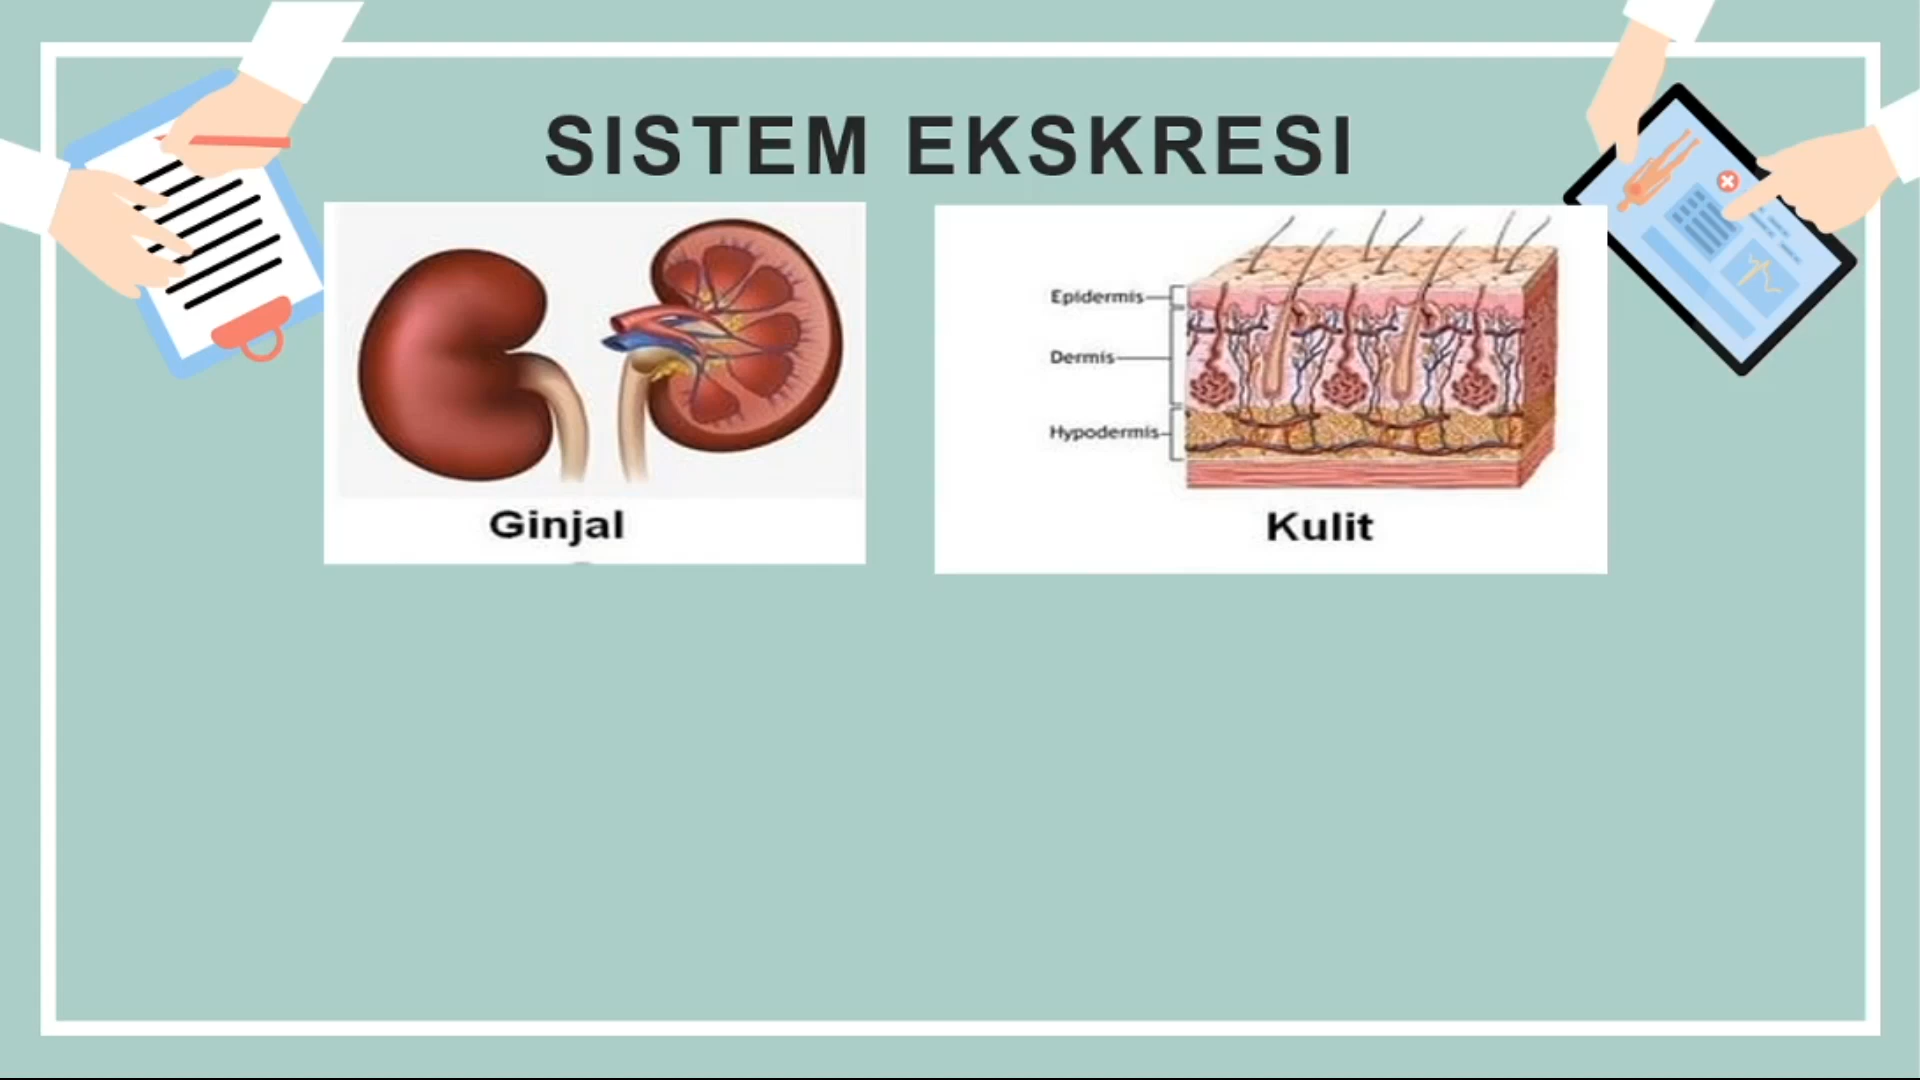 SISTEM EKSKRESI
Ginjal
Epidermis
Dermis
Hypodermis
Kulit